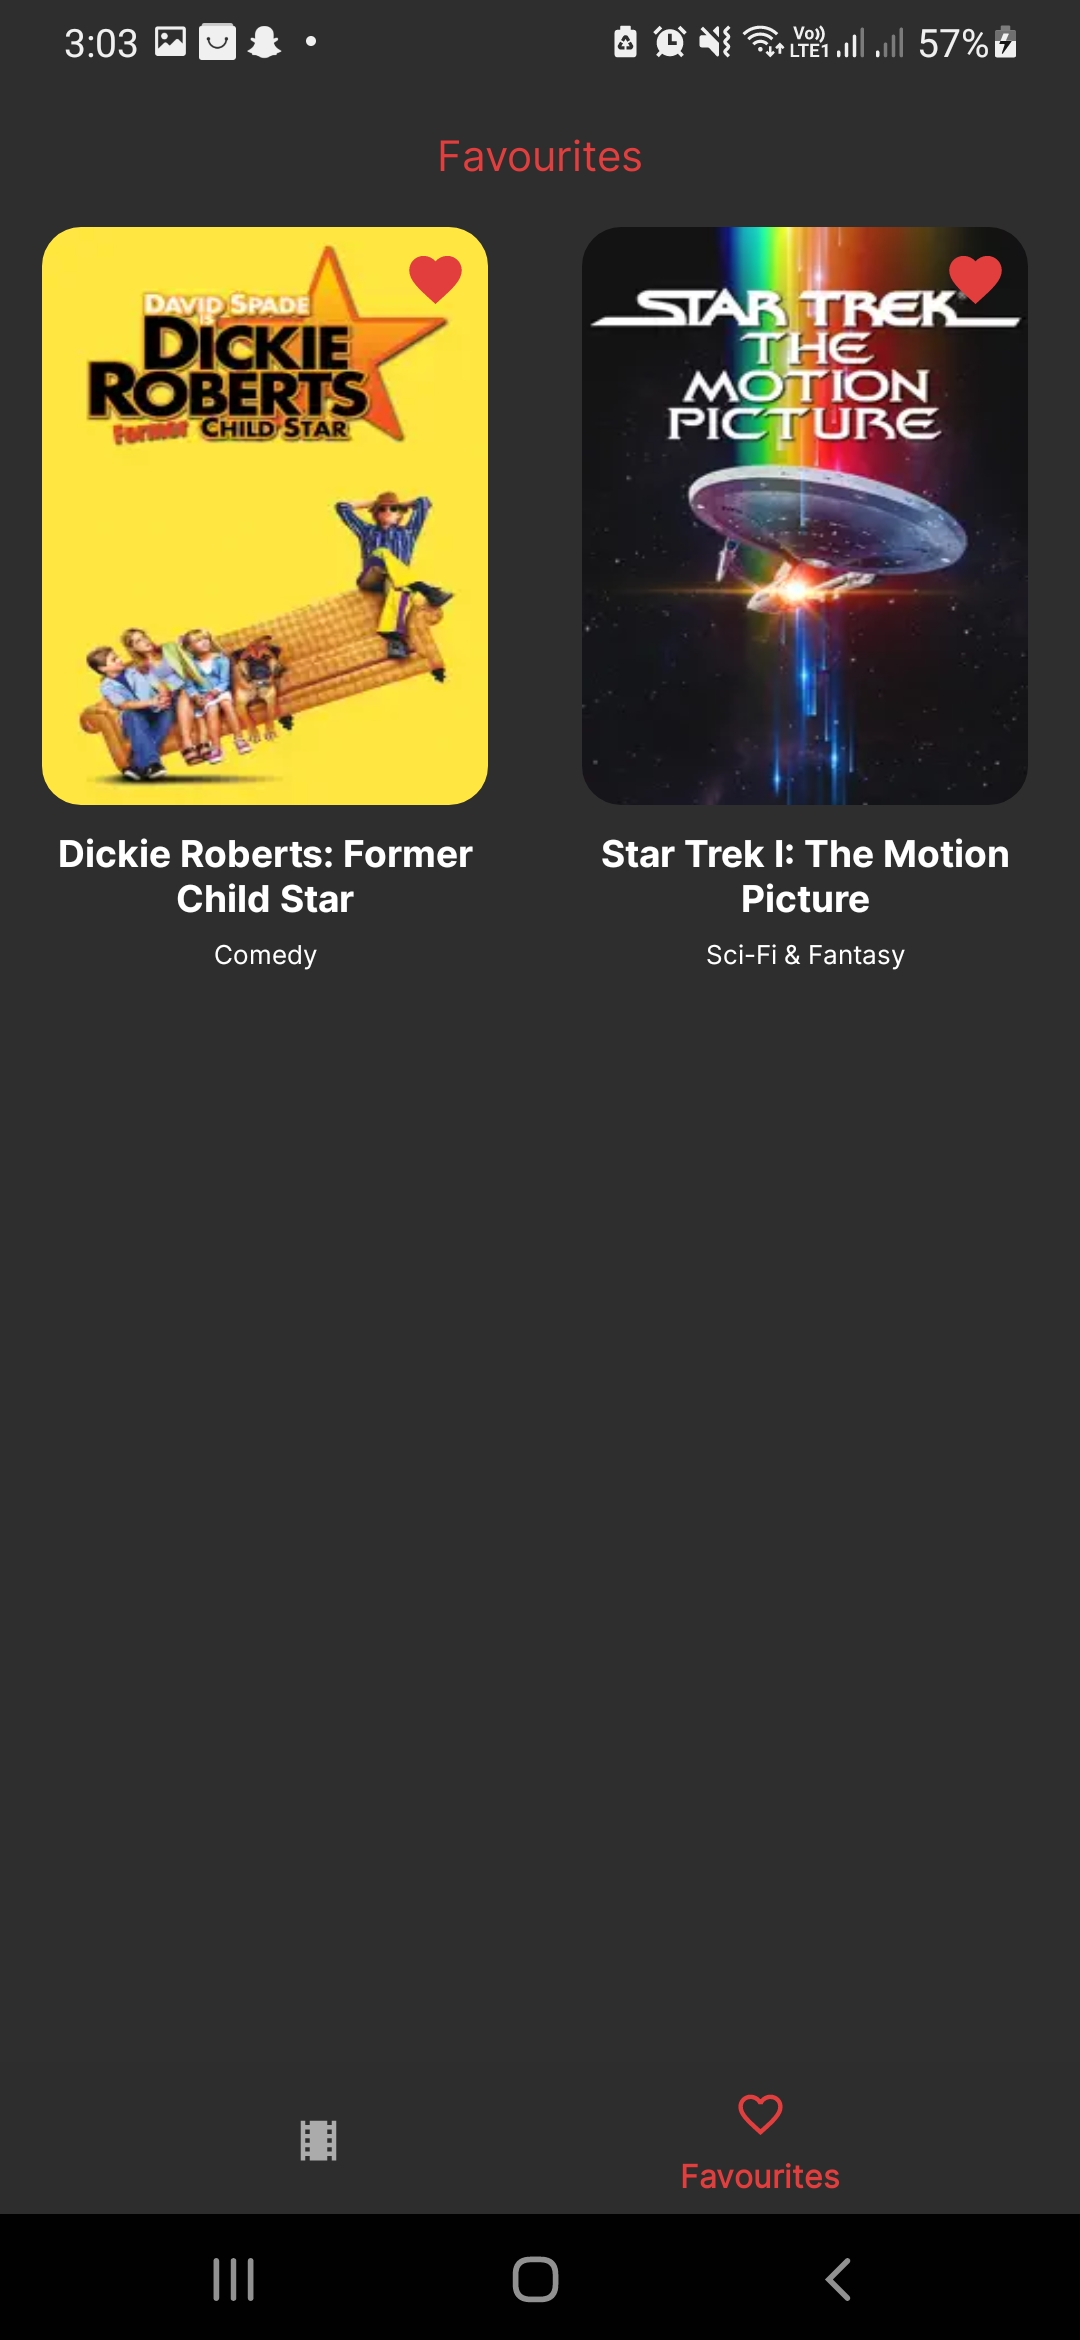 3:03
Vo))
LTE1
57%
Favourites
DAVID SPADE
IS
DICKIE
ROBERTS
Former CHILD STAR
STAR TREK
THE
MOTION
PICTURE
Dickie Roberts: Former
Child Star
Comedy
Star Trek I: The Motion
Picture
Sci-Fi & Fantasy
Favourites